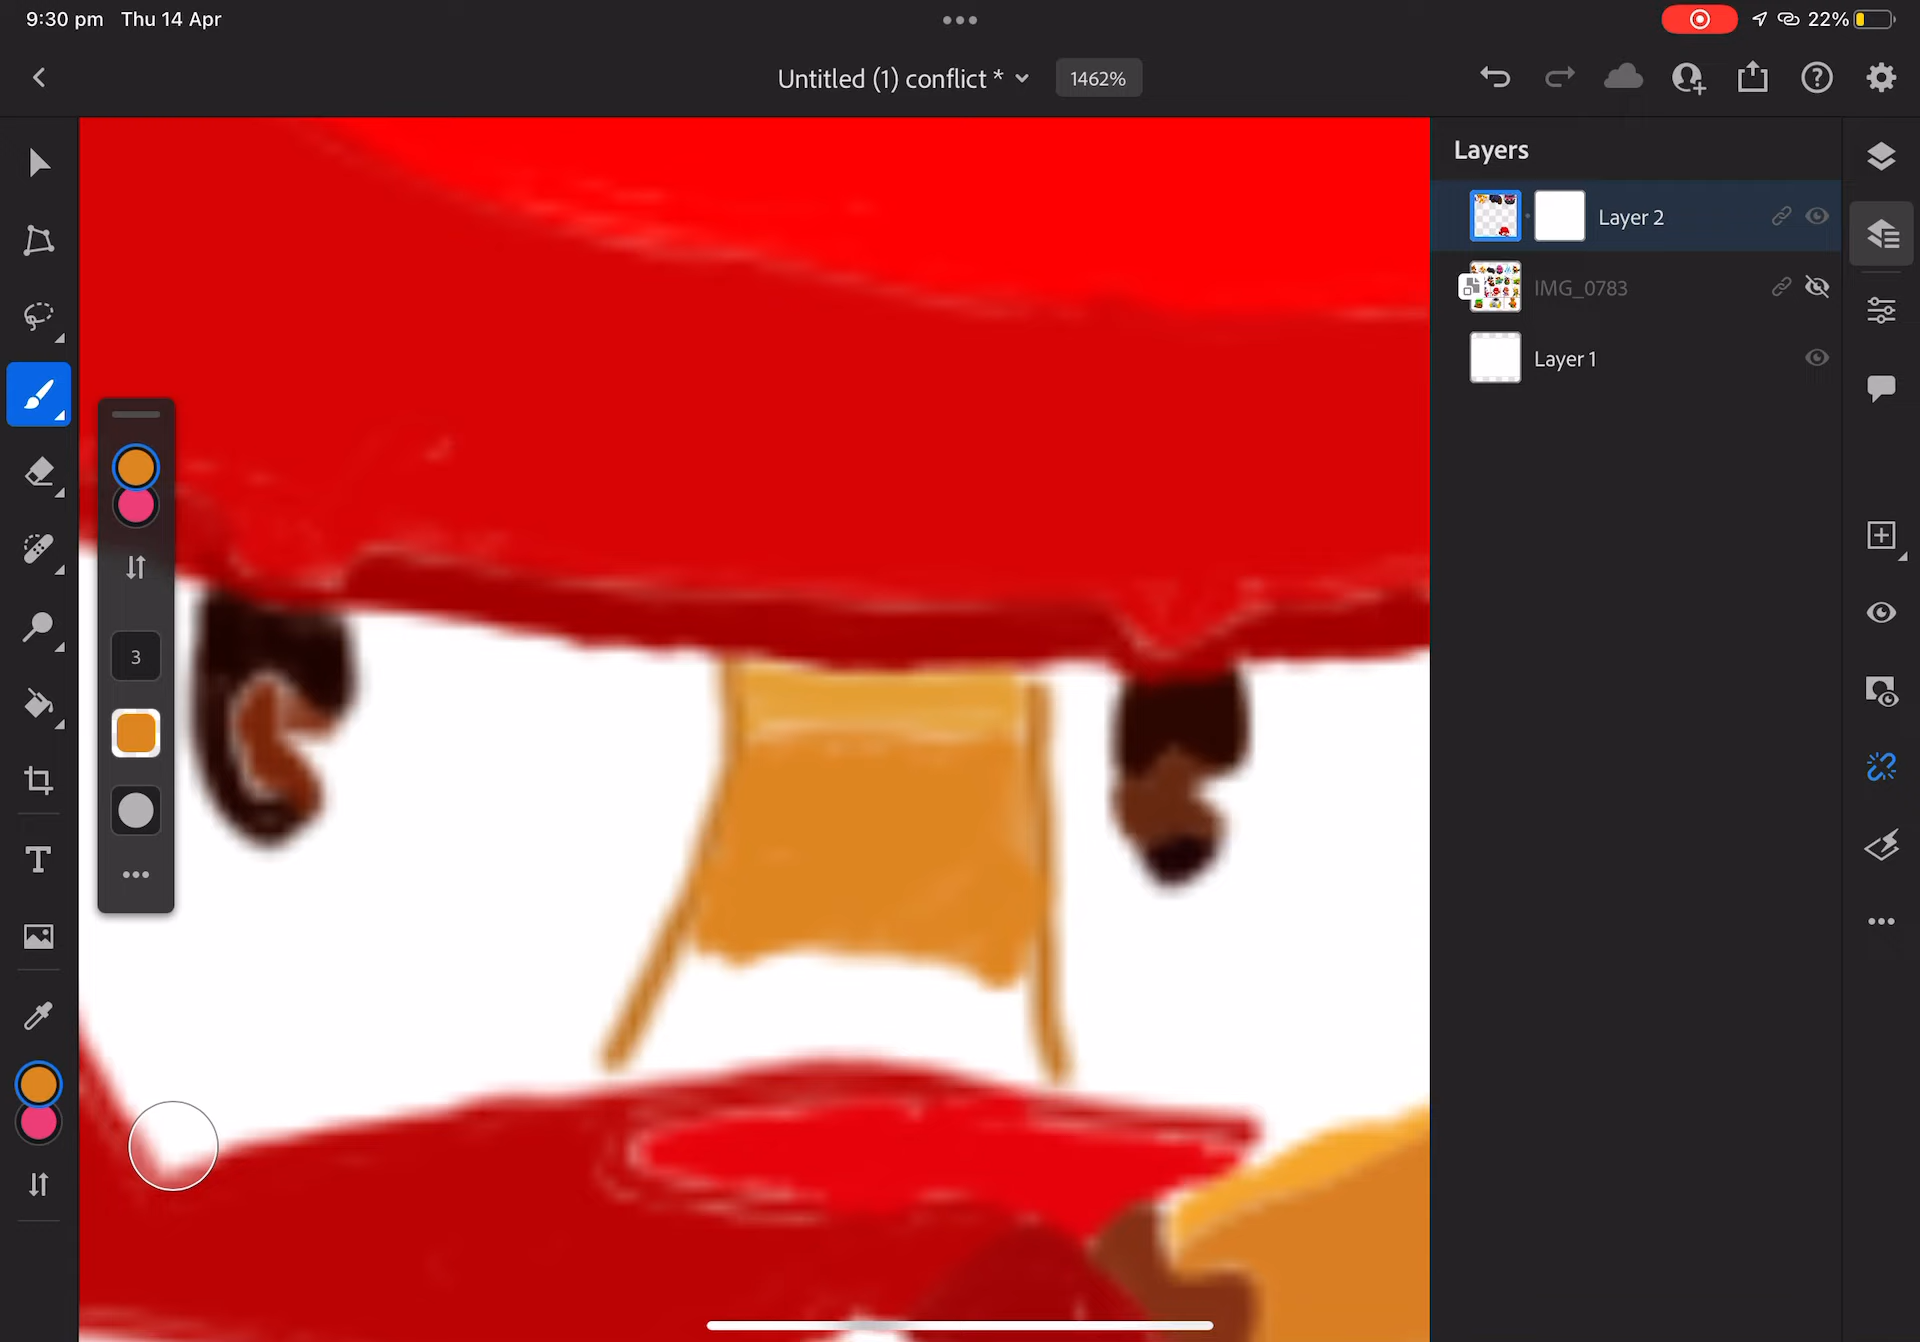 9:30 pm Thu 14 Apr
22%
Untitled (1) conflict *
1462%
Layers
Layer 2
IMG_0783
Layer 1
3
T